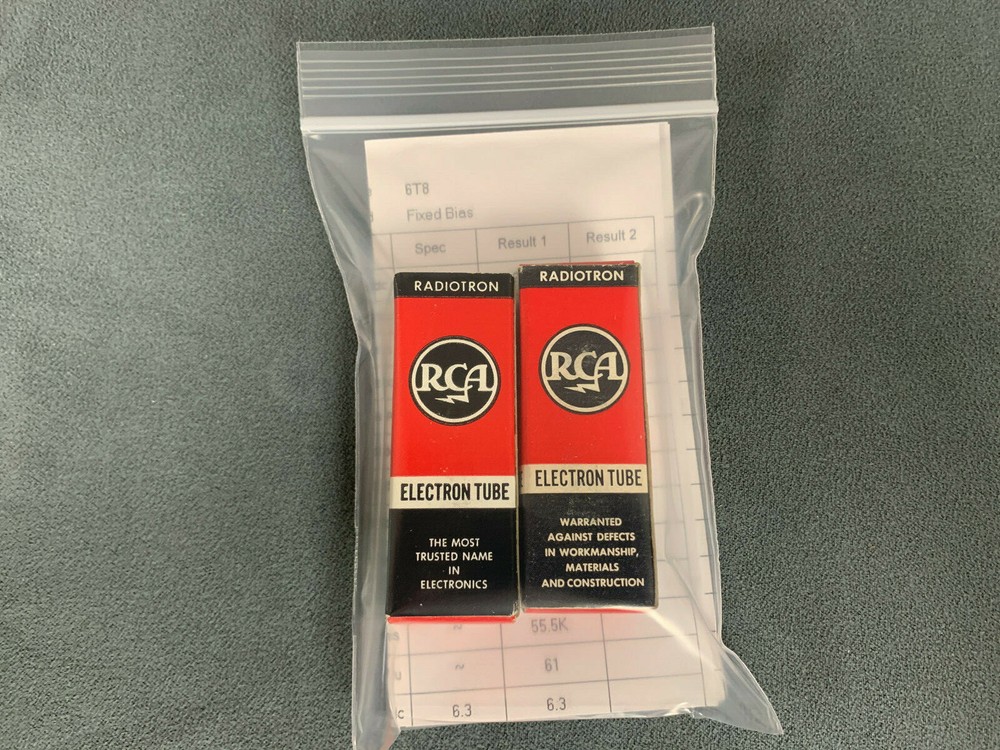 6T8
Fixed Bias
Spec Result 1 Result 2
RADIOTRON
RCA
ELECTRON TUBE
THE MOST
TRUSTED NAME
IN
ELECTRONICS
RADIOTRON
RCA
ELECTRON TUBE
WARRANTED
AGAINST DEFECTS
IN WORKMANSHIP,
MATERIALS
AND CONSTRUCTION
~ 55.5K
~ 61
6.3 6.3